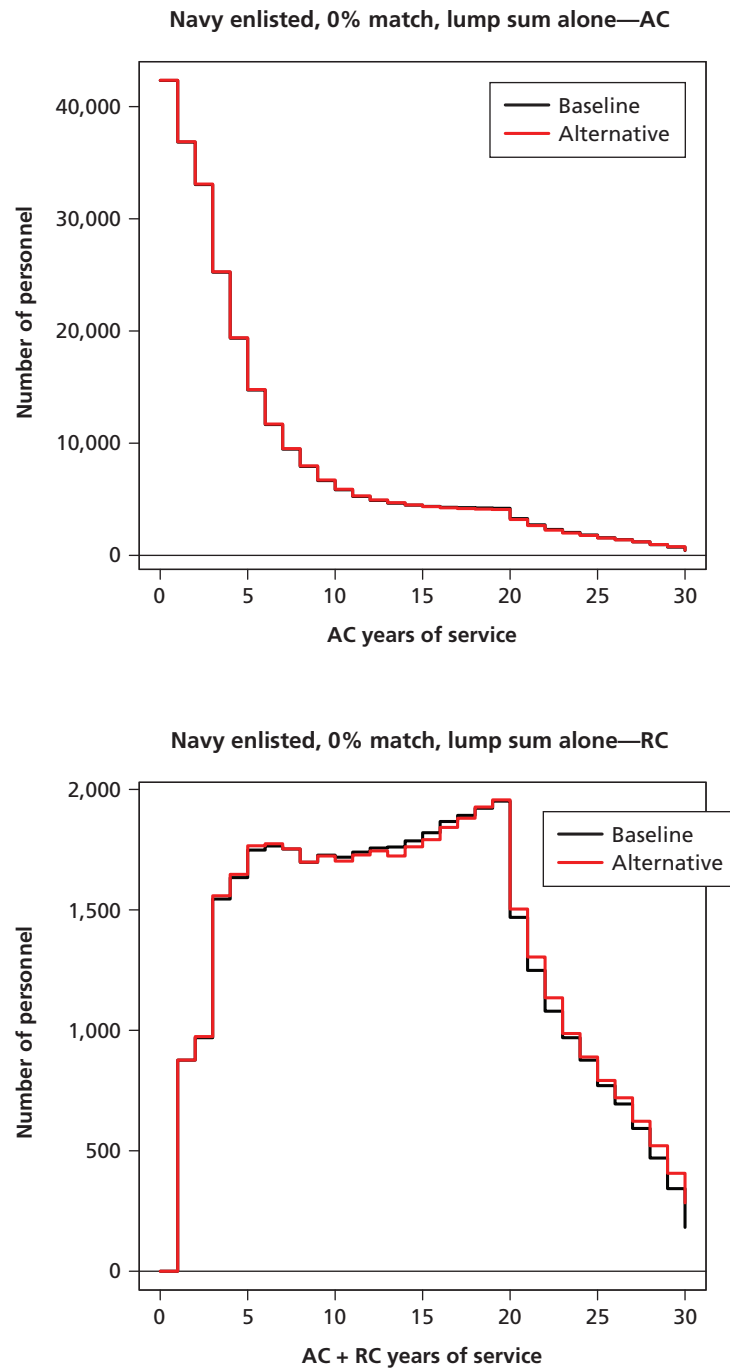 Navy enlisted, 0% match, lump sum alone—AC
Baseline
Alternative
40,000
30,000
20,000
10,000
0
Number of personnel
0 5 10 15 20 25 30
AC years of service
Navy enlisted, 0% match, lump sum alone—RC
Baseline
Alternative
2,000
1,500
1,000
500
0
Number of personnel
0 5 10 15 20 25 30
AC + RC years of service